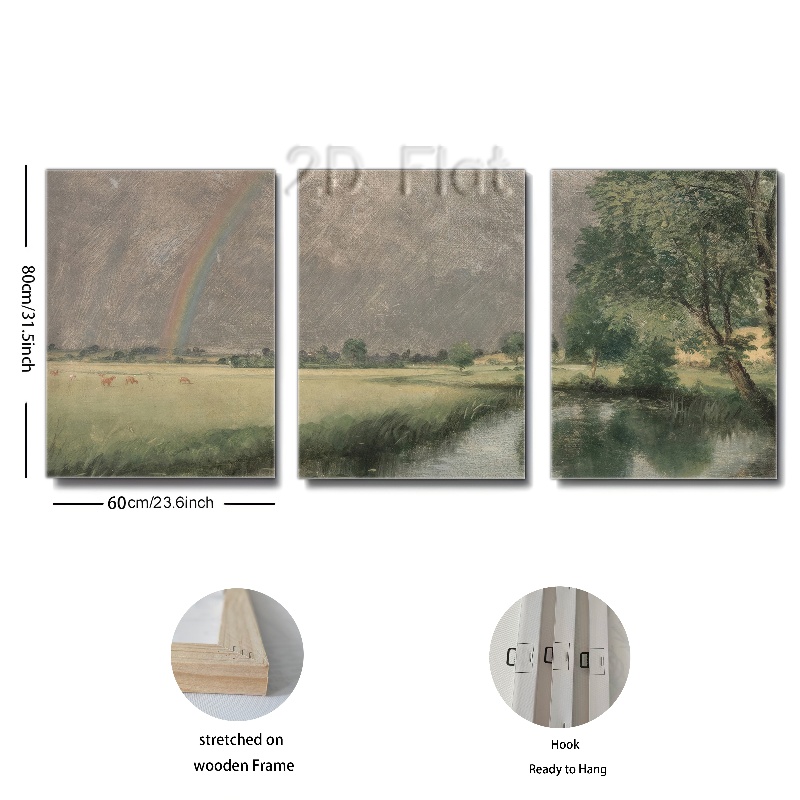 2D Flat
80cm/31.5inch
60cm/23.6inch
stretched on
wooden Frame
Hook
Ready to Hang